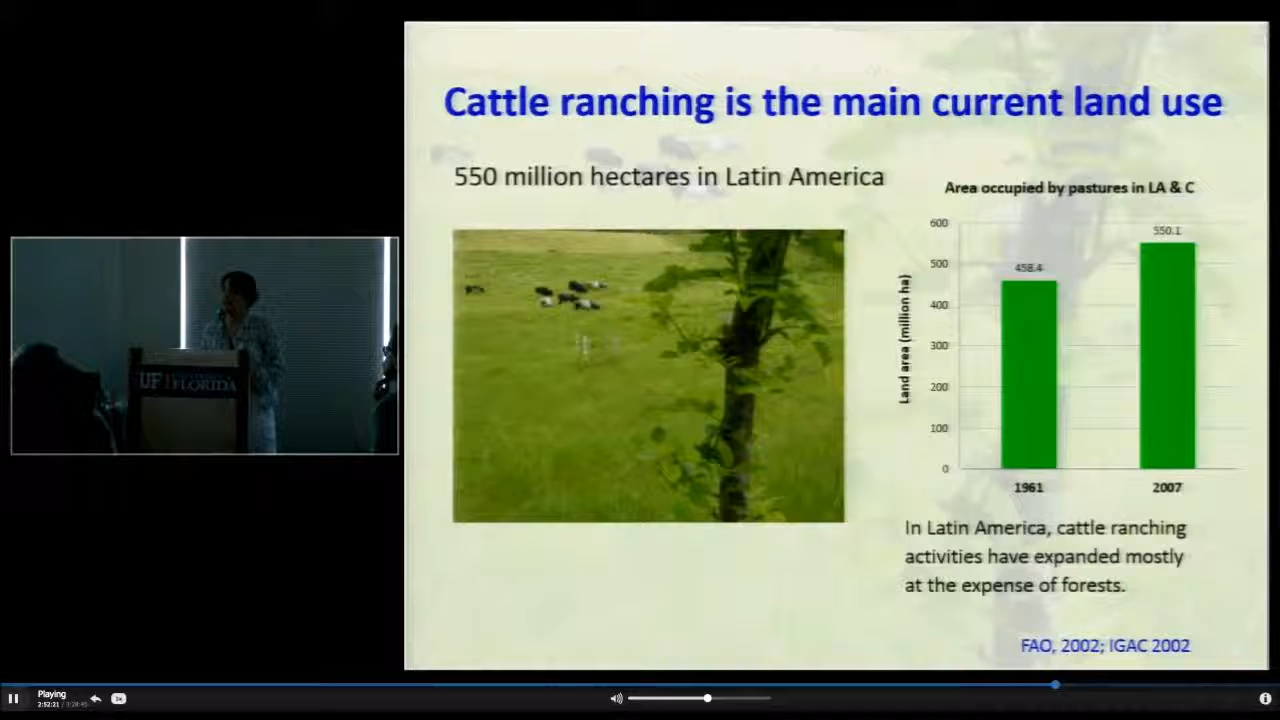 Cattle ranching is the main current land use
550 million hectares in Latin America
Area occupied by pastures in LA & C
Land area (million ha)
600
500
400
300
200
100
0
458.4
550.1
1961
2007
In Latin America, cattle ranching
activities have expanded mostly
at the expense of forests.
FAO, 2002; IGAC 2002
UF
FLORIDA
Playing
2:52:21